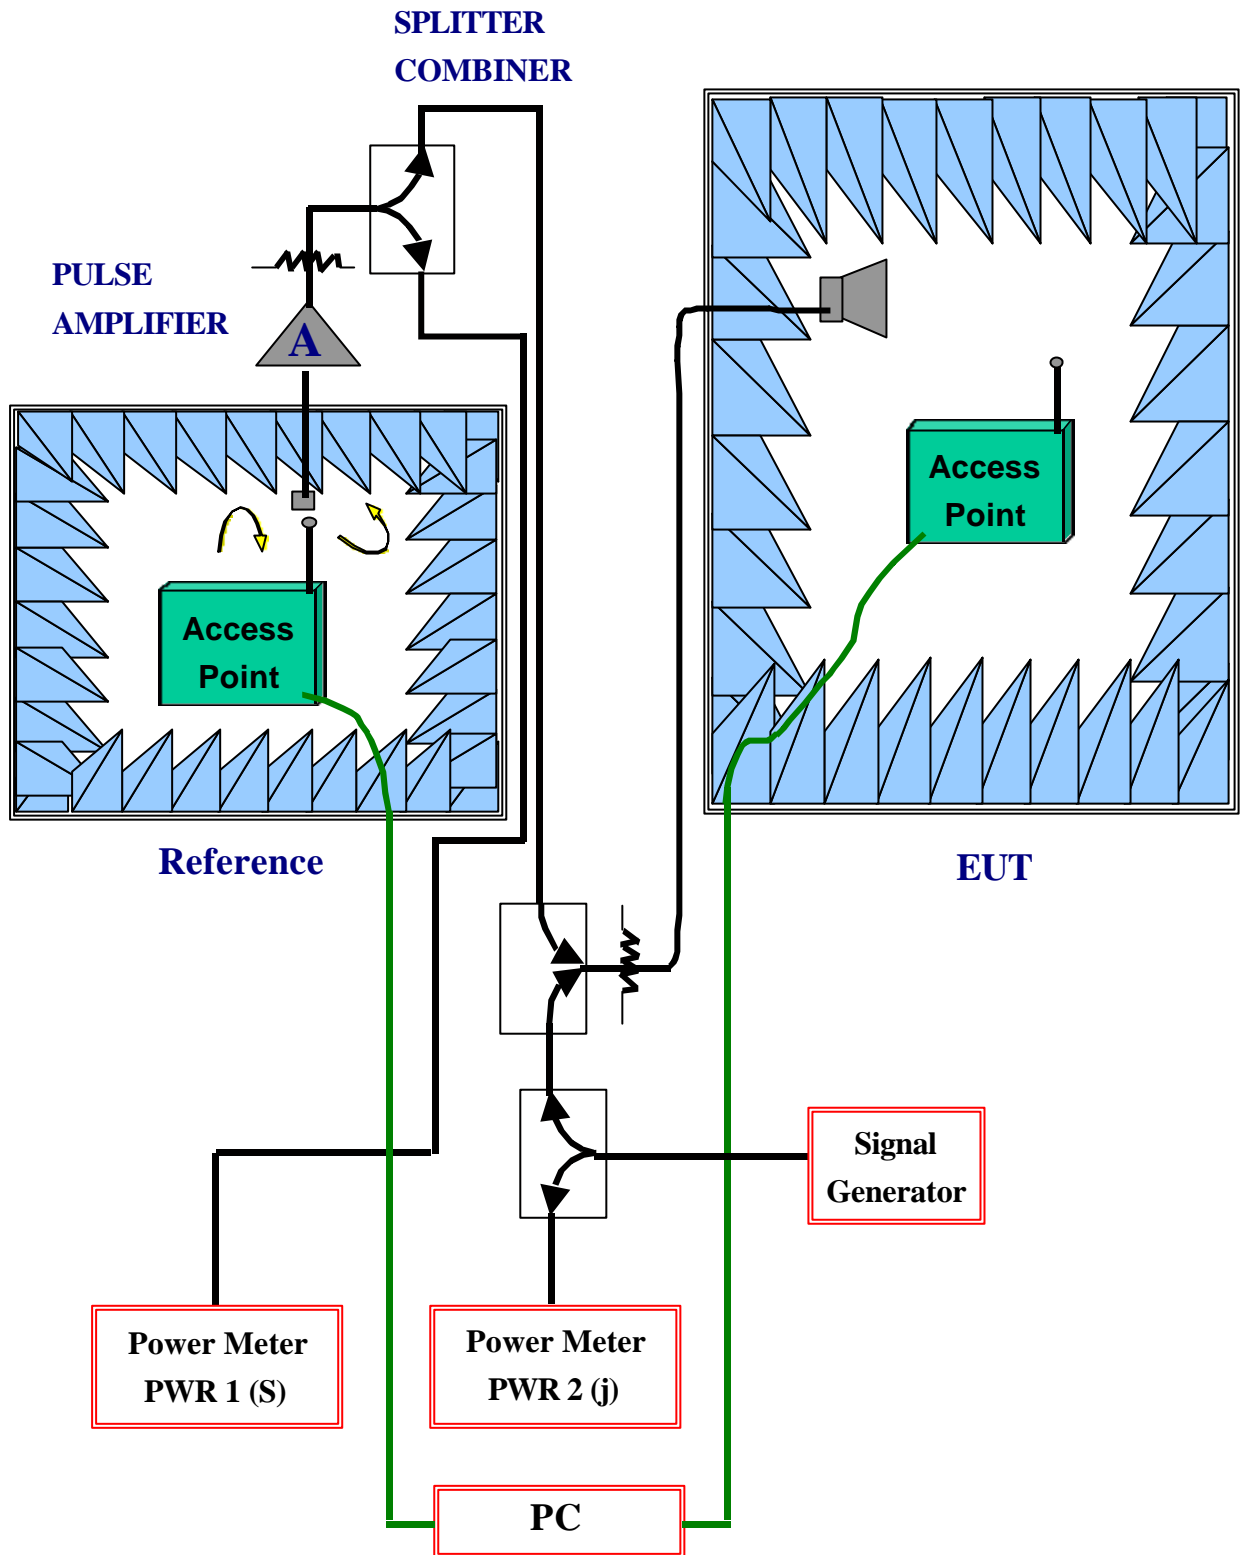 SPLITTER
COMBINER
PULSE
AMPLIFIER
A
Access
Point
Access
Point
Reference
EUT
Signal
Generator
Power Meter
PWR 1 (S)
Power Meter
PWR 2 (j)
PC